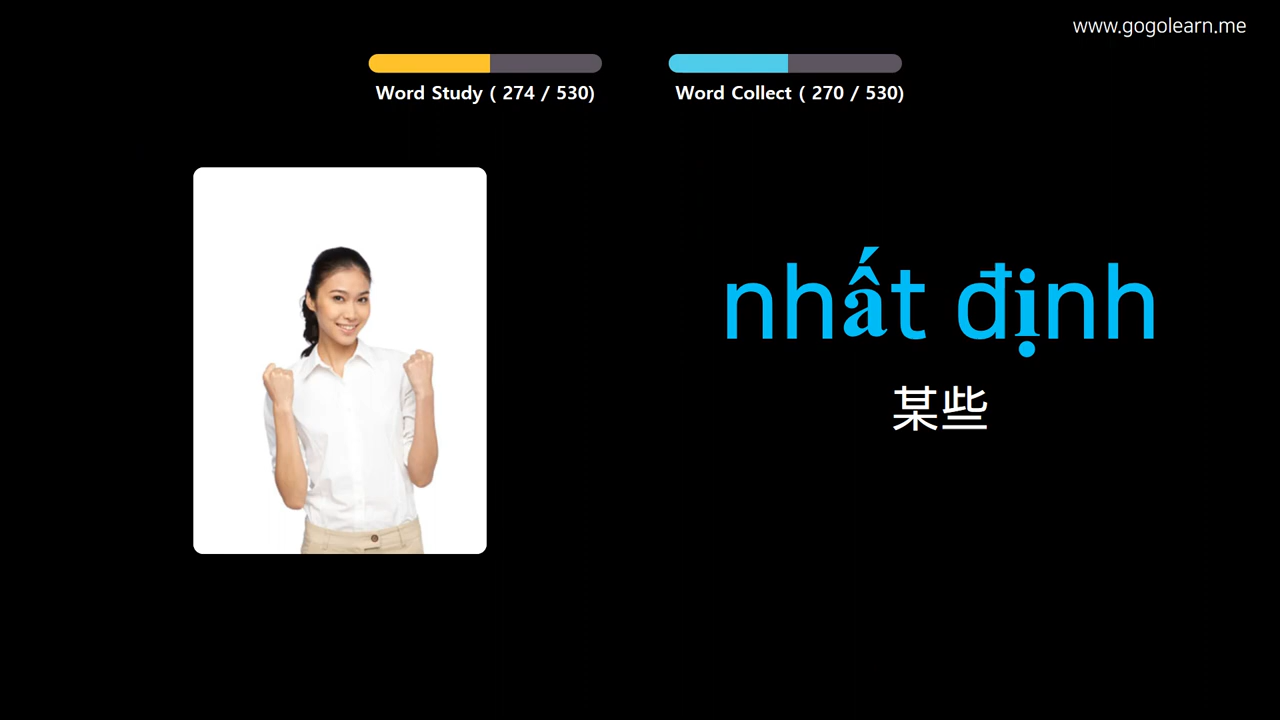 www.gogolearn.me
Word Study ( 274 / 530)
Word Collect ( 270 / 530)
nhất định
某些